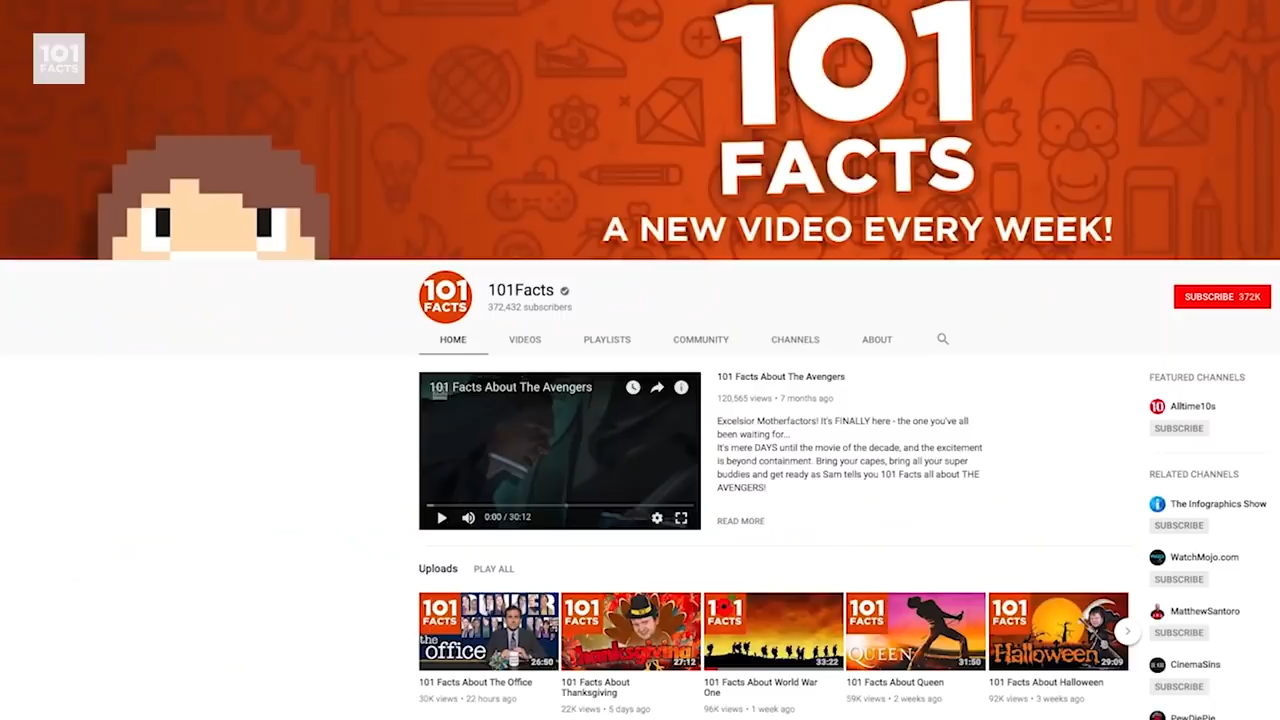 101
FACTS
101
FACTS
A NEW VIDEO EVERY WEEK!
101
FACTS
101Facts
372,432 subscribers
SUBSCRIBE 372K
HOME
VIDEOS
PLAYLISTS
COMMUNITY
CHANNELS
ABOUT
101 Facts About The Avengers
0:00 / 30:12
101 Facts About The Avengers
120,565 views • 7 months ago
Excelsior Motherfactors! It's FINALLY here - the one you've all
been waiting for...
It's mere DAYS until the movie of the decade, and the excitement
is beyond containment. Bring your capes, bring all your super
buddies and get ready as Sam tells you 101 Facts all about THE
AVENGERS!
READ MORE
FEATURED CHANNELS
10
Alltime10s
SUBSCRIBE
RELATED CHANNELS
The Infographics Show
SUBSCRIBE
WatchMojo.com
SUBSCRIBE
MatthewSantoro
SUBSCRIBE
CinemaSins
SUBSCRIBE
PewDiePie
Uploads
PLAY ALL
101
FACTS
DUNDER
MIFFLIN,
the
office
26:50
101 Facts About The Office
30K views • 22 hours ago
101
FACTS
Thanksgiving
27:12
101 Facts About
Thanksgiving
22K views • 5 days ago
101
FACTS
33:22
101 Facts About World War
One
96K views • 1 week ago
101
FACTS
QUEEN
31:50
101 Facts About Queen
59K views • 2 weeks ago
101
FACTS
Halloween
29:09
101 Facts About Halloween
92K views • 3 weeks ago